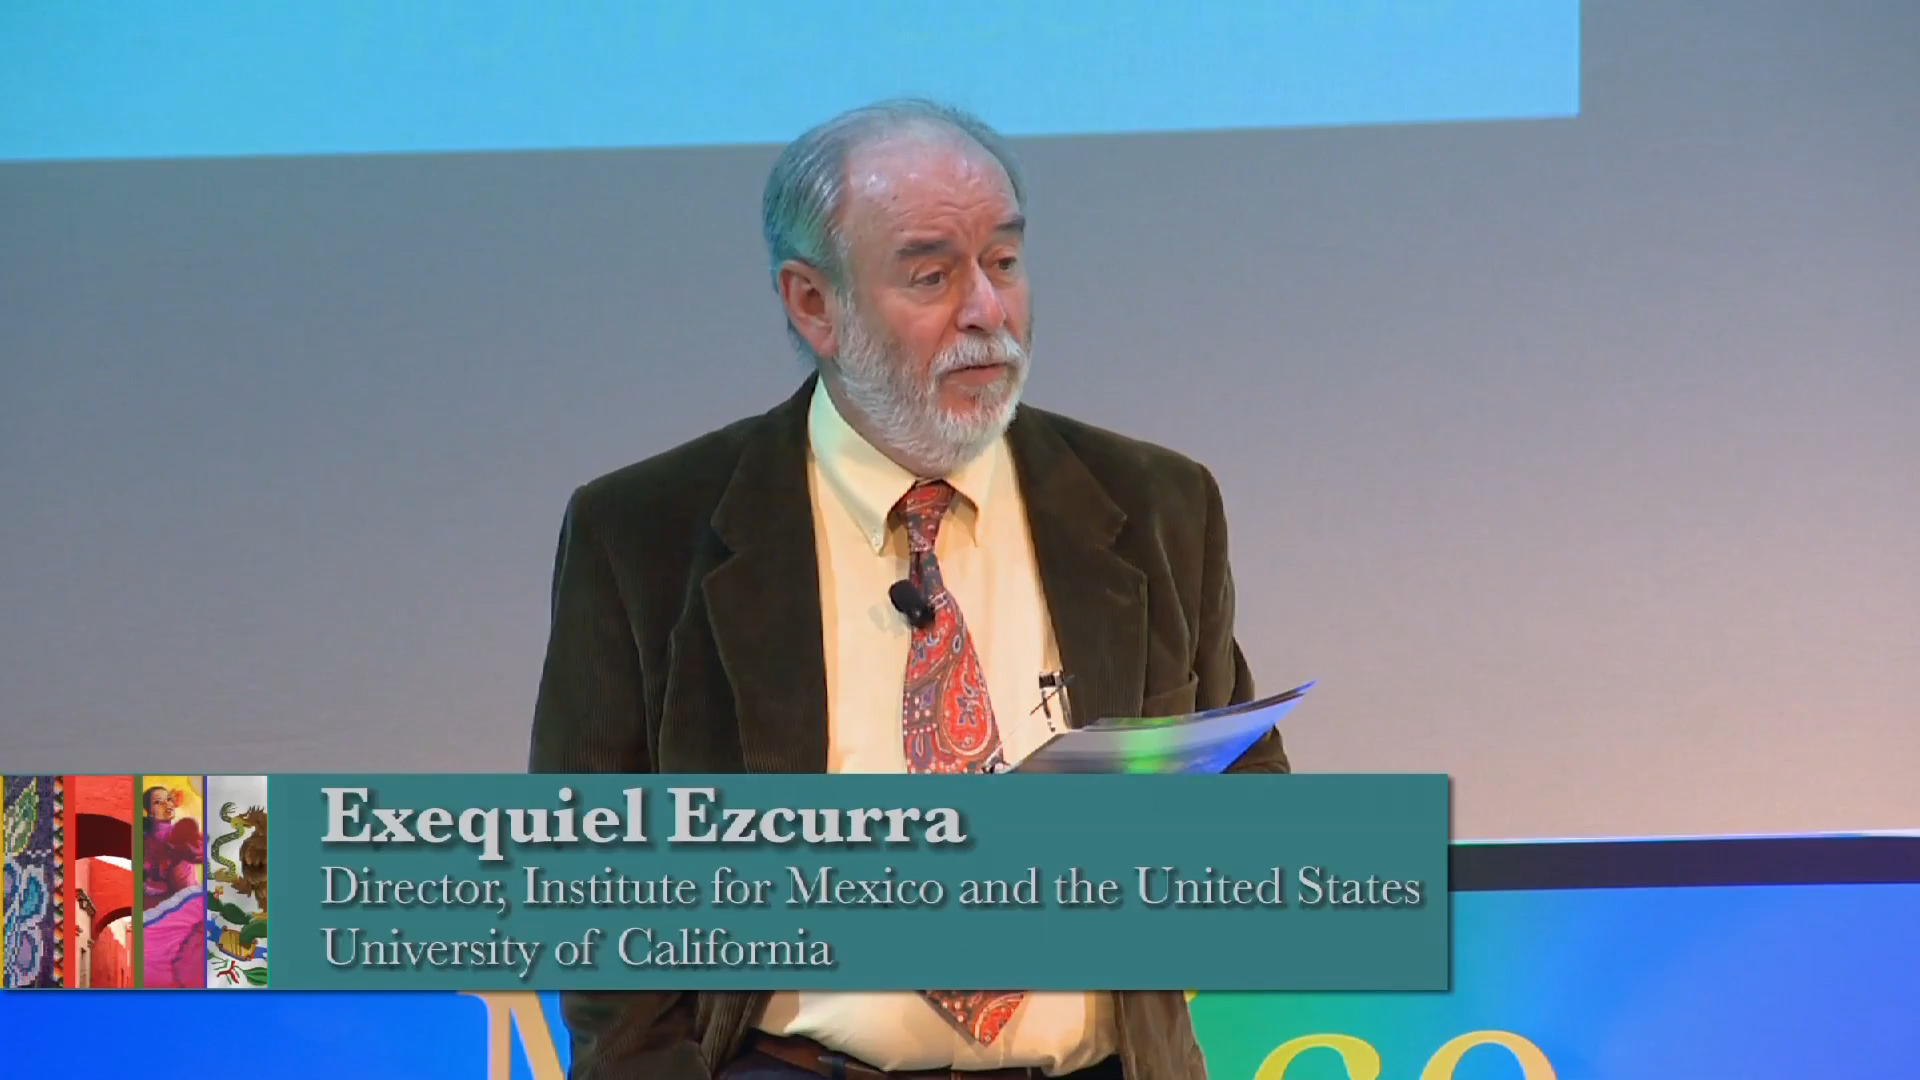 Exequiel Ezcurra
Director, Institute for Mexico and the United States
University of California